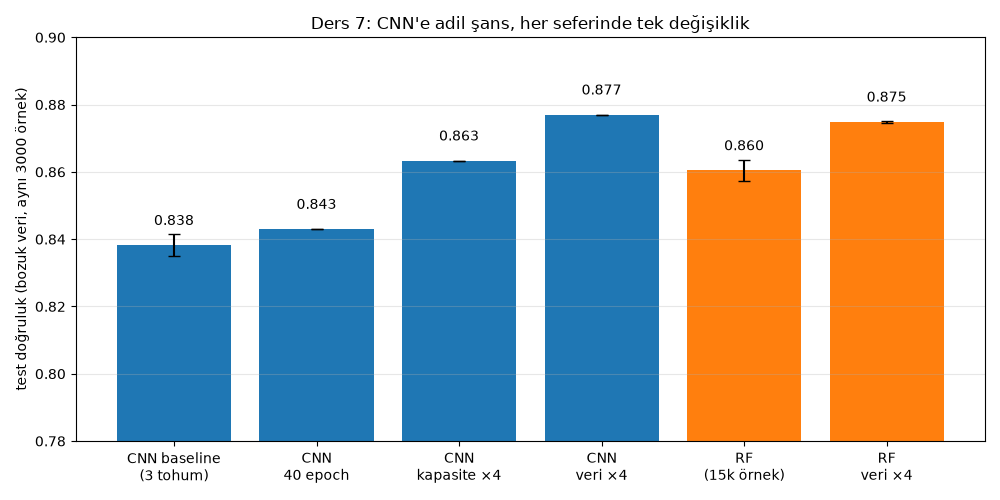 Ders 7: CNN'e adil şans, her seferinde tek değişiklik
test doğruluk (bozuk veri, aynı 3000 örnek)
0.90
0.88
0.86
0.84
0.82
0.80
0.78
0.838
0.843
0.863
0.877
0.860
0.875
CNN baseline
(3 tohum)
CNN
40 epoch
CNN
kapasite ×4
CNN
veri ×4
RF
(15k örnek)
RF
veri ×4